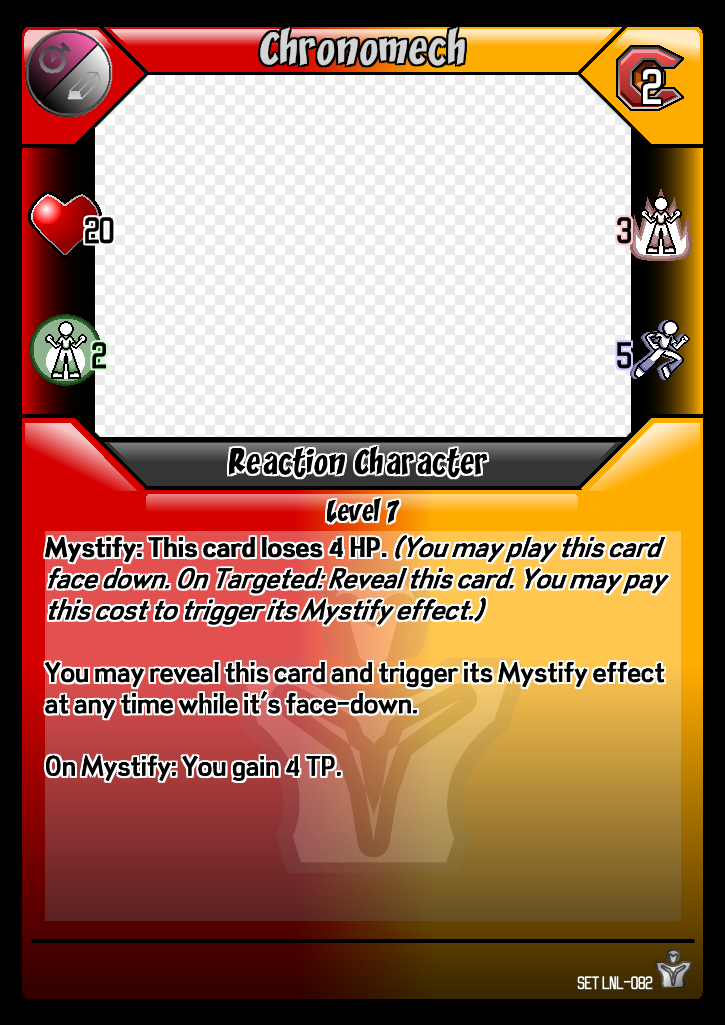 Chronomech
2
20
3
2
5
Reaction Character
Level 7
Mystify: This card loses 4 HP. (You may play this card
face down. On Targeted: Reveal this card. You may pay
this cost to trigger its Mystify effect.)
You may reveal this card and trigger its Mystify effect
at any time while it's face-down.
On Mystify: You gain 4 TP.
SET LNL-082